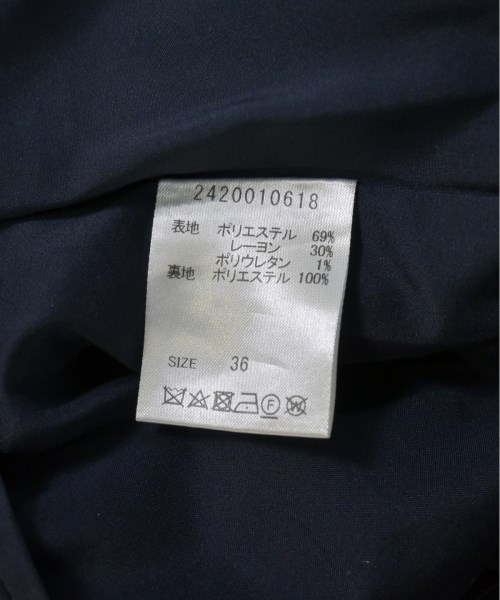 2420010618
表地 ポリエステル 69%
レーヨン 30%
ポリウレタン 1%
裏地 ポリエステル 100%
SIZE 36
F W